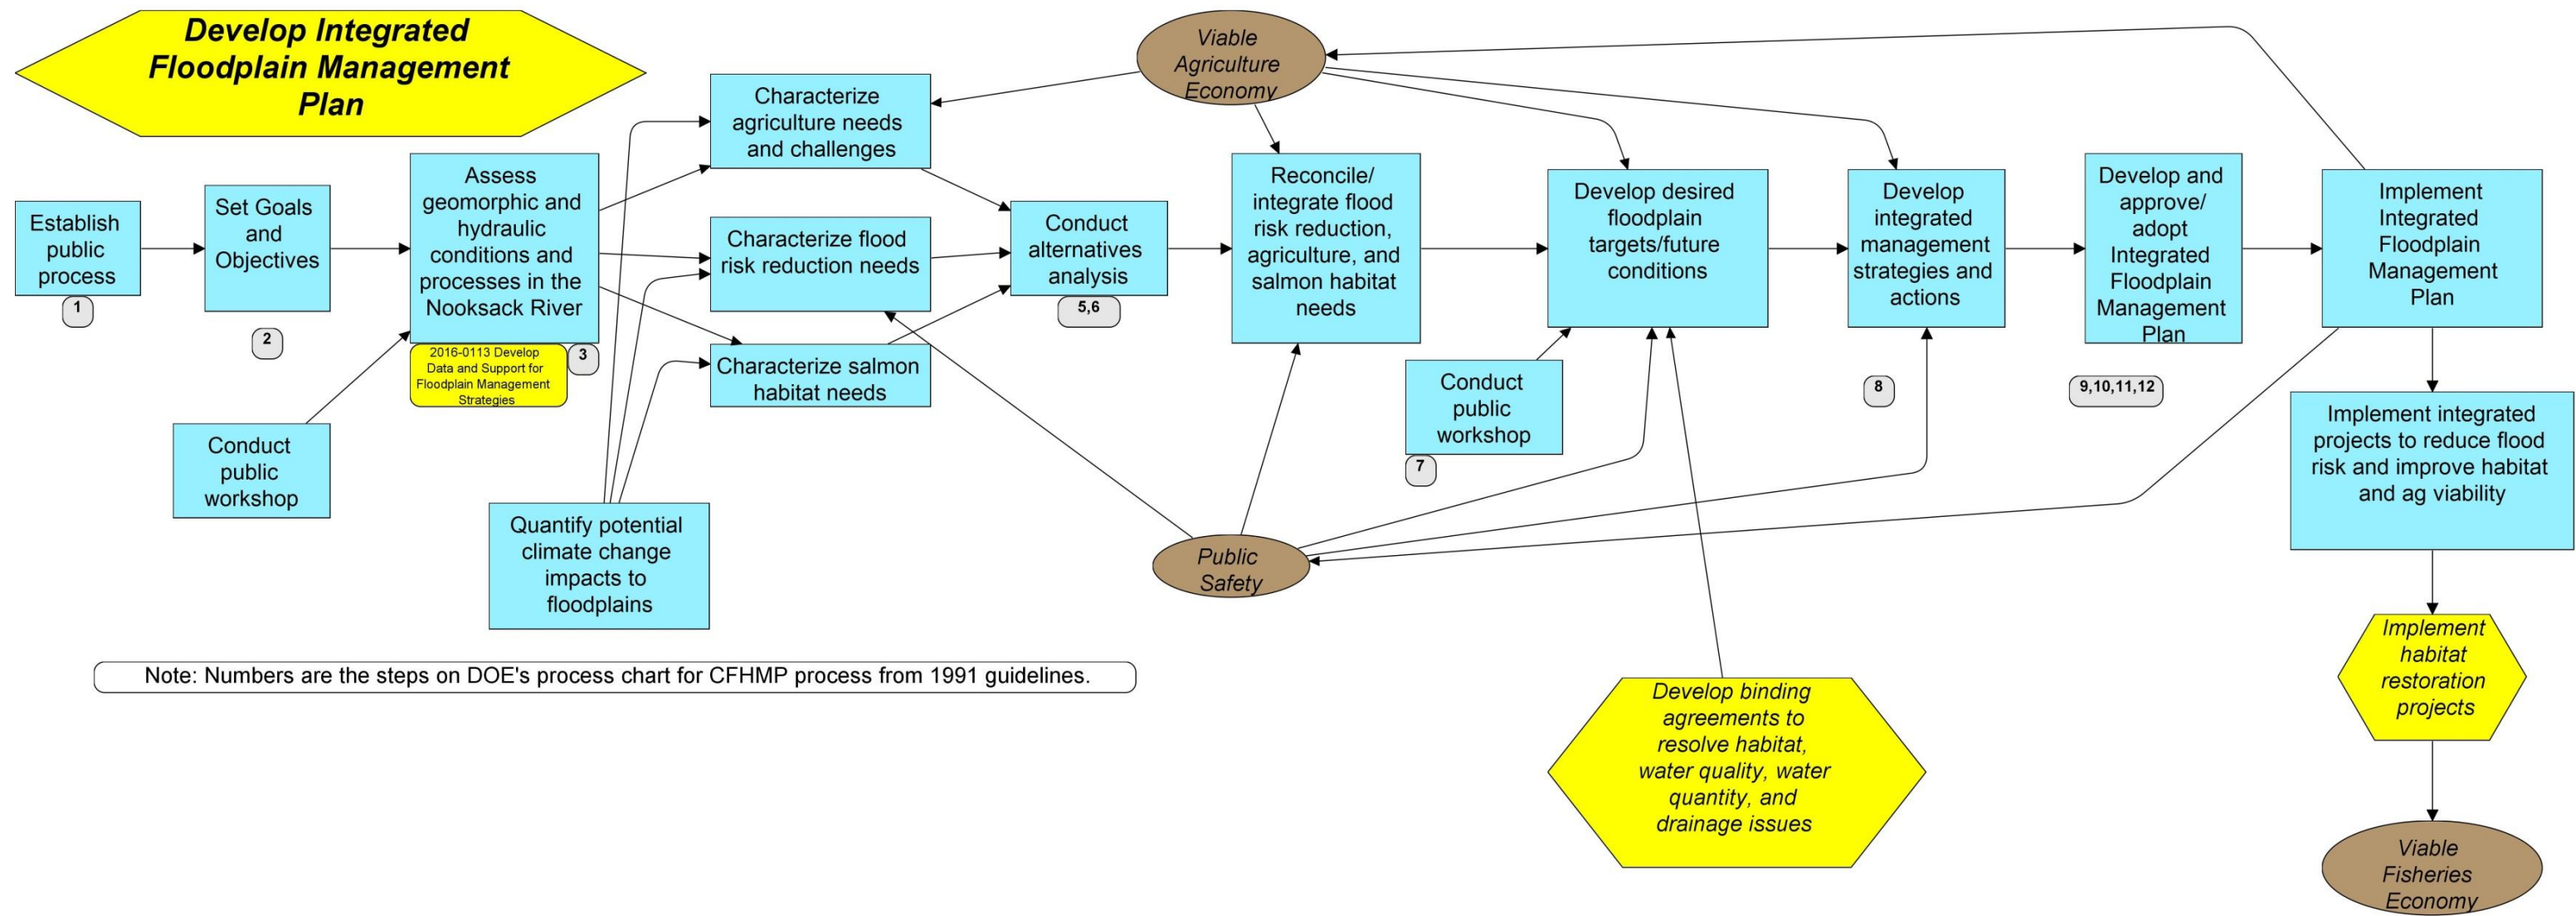 Develop Integrated
Floodplain Management
Plan
Viable
Agriculture
Economy
Characterize
agriculture needs
and challenges
Establish
public
process
1
Set Goals
and
Objectives
2
Assess
geomorphic and
hydraulic
conditions and
processes in the
Nooksack River
2016-0113 Develop
Data and Support for
Floodplain Management
Strategies
3
Characterize flood
risk reduction needs
Characterize salmon
habitat needs
Conduct
alternatives
analysis
5,6
Reconcile/
integrate flood
risk reduction,
agriculture, and
salmon habitat
needs
Develop desired
floodplain
targets/future
conditions
Develop
integrated
management
strategies and
actions
8
Develop and
approve/
adopt
Integrated
Floodplain
Management
Plan
9,10,11,12
Implement
Integrated
Floodplain
Management
Plan
Conduct
public
workshop
Conduct
public
workshop
7
Implement integrated
projects to reduce flood
risk and improve habitat
and ag viability
Quantify potential
climate change
impacts to
floodplains
Public
Safety
Note: Numbers are the steps on DOE's process chart for CFHMP process from 1991 guidelines.
Develop binding
agreements to
resolve habitat,
water quality, water
quantity, and
drainage issues
Implement
habitat
restoration
projects
Viable
Fisheries
Economy